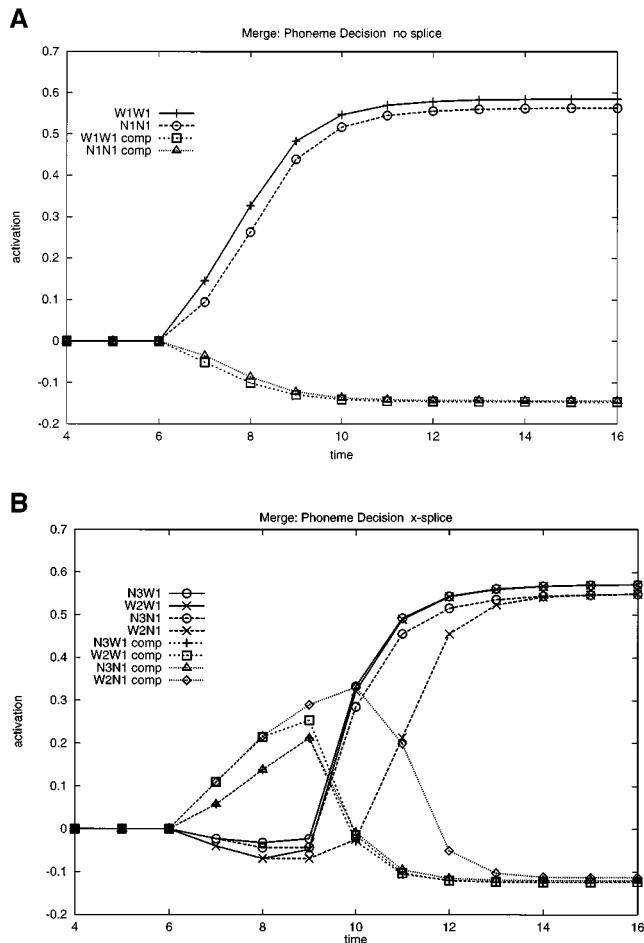 A
Merge: Phoneme Decision no splice
0.7
0.6
0.5
0.4
0.3
0.2
0.1
0
-0.1
-0.2
activation
W1W1
N1N1
W1W1 comp
N1N1 comp
4 6 8 10 12 14 16
time
B
Merge: Phoneme Decision x-splice
0.7
0.6
0.5
0.4
0.3
0.2
0.1
0
-0.1
-0.2
activation
N3W1
W2W1
N3N1
W2N1
N3W1 comp
W2W1 comp
N3N1 comp
W2N1 comp
4 6 8 10 12 14 16
time